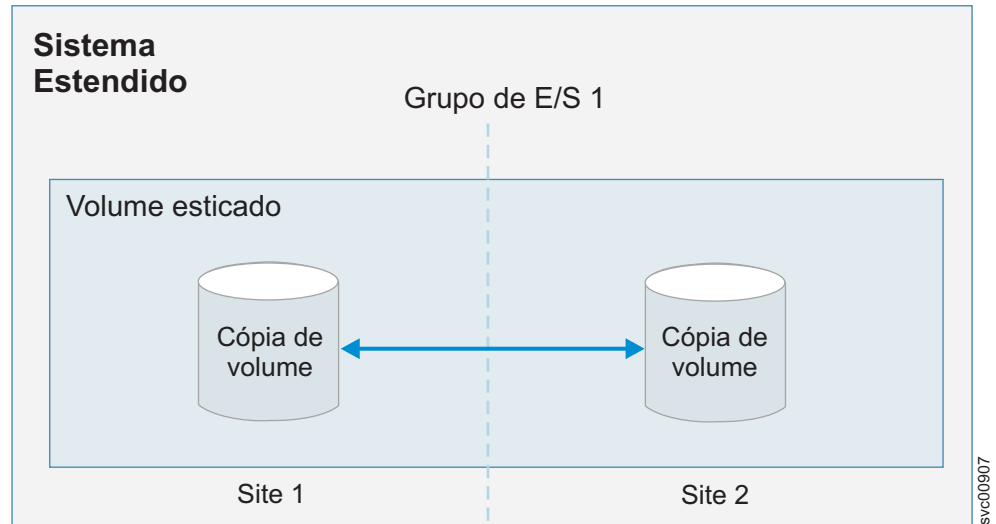 Sistema
Estendido
Grupo de E/S 1
Volume esticado
Cópia de
volume
Cópia de
volume
Site 1
Site 2
svc00907